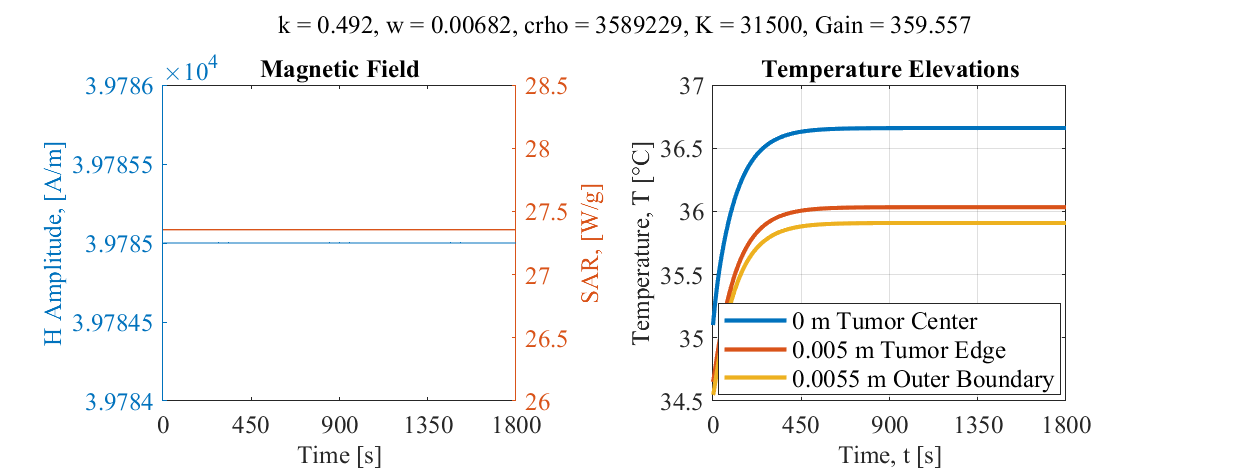 k = 0.492, w = 0.00682, crho = 3589229, K = 31500, Gain = 359.557
×10⁴
Magnetic Field
3.9786
3.97855
3.9785
3.97845
3.9784
H Amplitude, [A/m]
28.5
28
27.5
27
26.5
26
SAR, [W/g]
0
450
900
1350
1800
Time [s]
Temperature Elevations
37
36.5
36
35.5
35
34.5
Temperature, T [°C]
0 m Tumor Center
0.005 m Tumor Edge
0.0055 m Outer Boundary
0
450
900
1350
1800
Time, t [s]